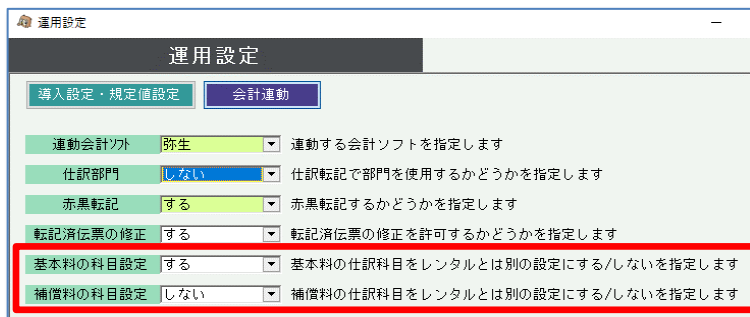 運用設定
運用設定
導入設定・規定値設定 会計連動
連動会計ソフト 弥生 連動する会計ソフトを指定します
仕訳部門 しない 仕訳転記で部門を使用するかどうかを指定します
赤黒転記 する 赤黒転記するかどうかを指定します
転記済伝票の修正 する 転記済伝票の修正を許可するかどうかを指定します
基本料の科目設定 する 基本料の仕訳科目をレンタルとは別の設定にする/しないを指定します
補償料の科目設定 しない 補償料の仕訳科目をレンタルとは別の設定にする/しないを指定します